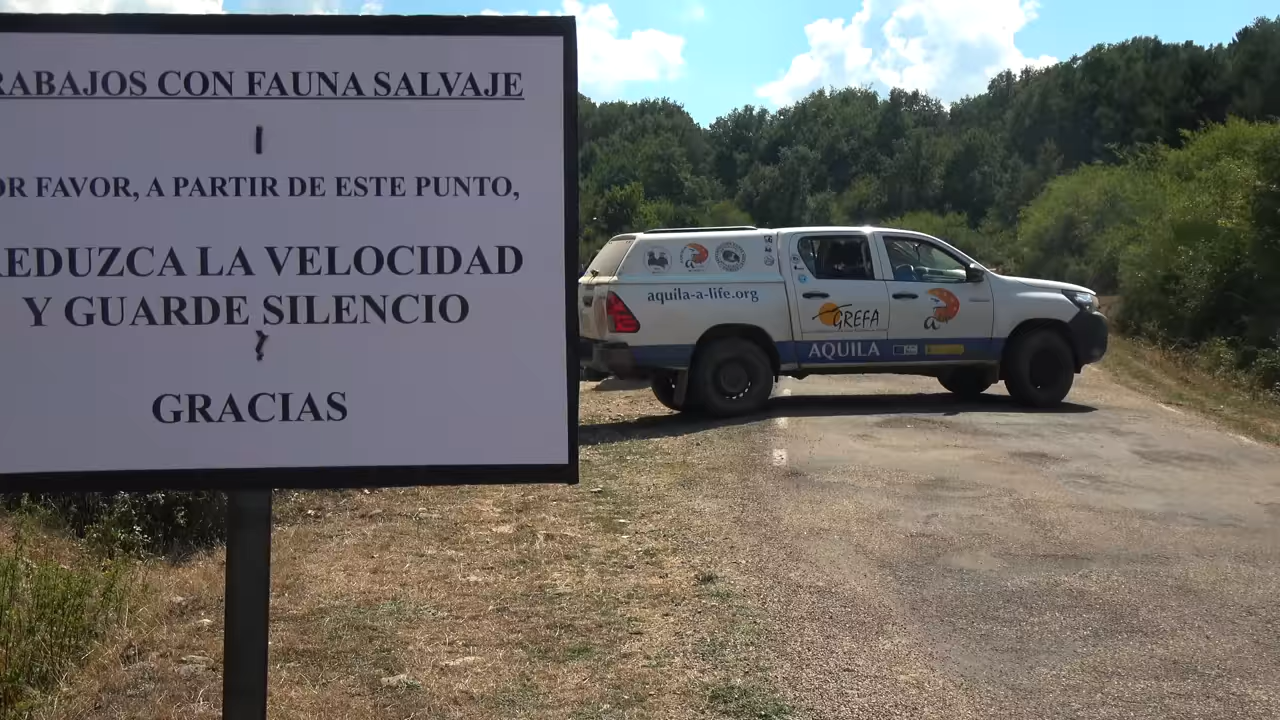 RABAJOS CON FAUNA SALVAJE
OR FAVOR, A PARTIR DE ESTE PUNTO,
REDUZCA LA VELOCIDAD
Y GUARDE SILENCIO
GRACIAS
aquila-a-life.org
GREFA
AQUILA